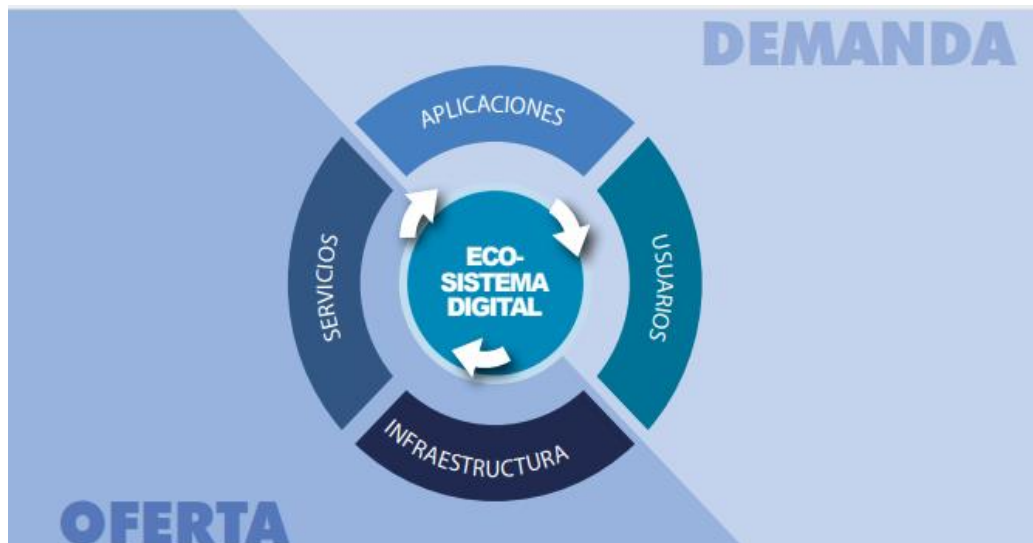 DEMANDA
APLICACIONES
SERVICIOS
ECO-
SISTEMA
DIGITAL
USUARIOS
INFRAESTRUCTURA
OFERTA